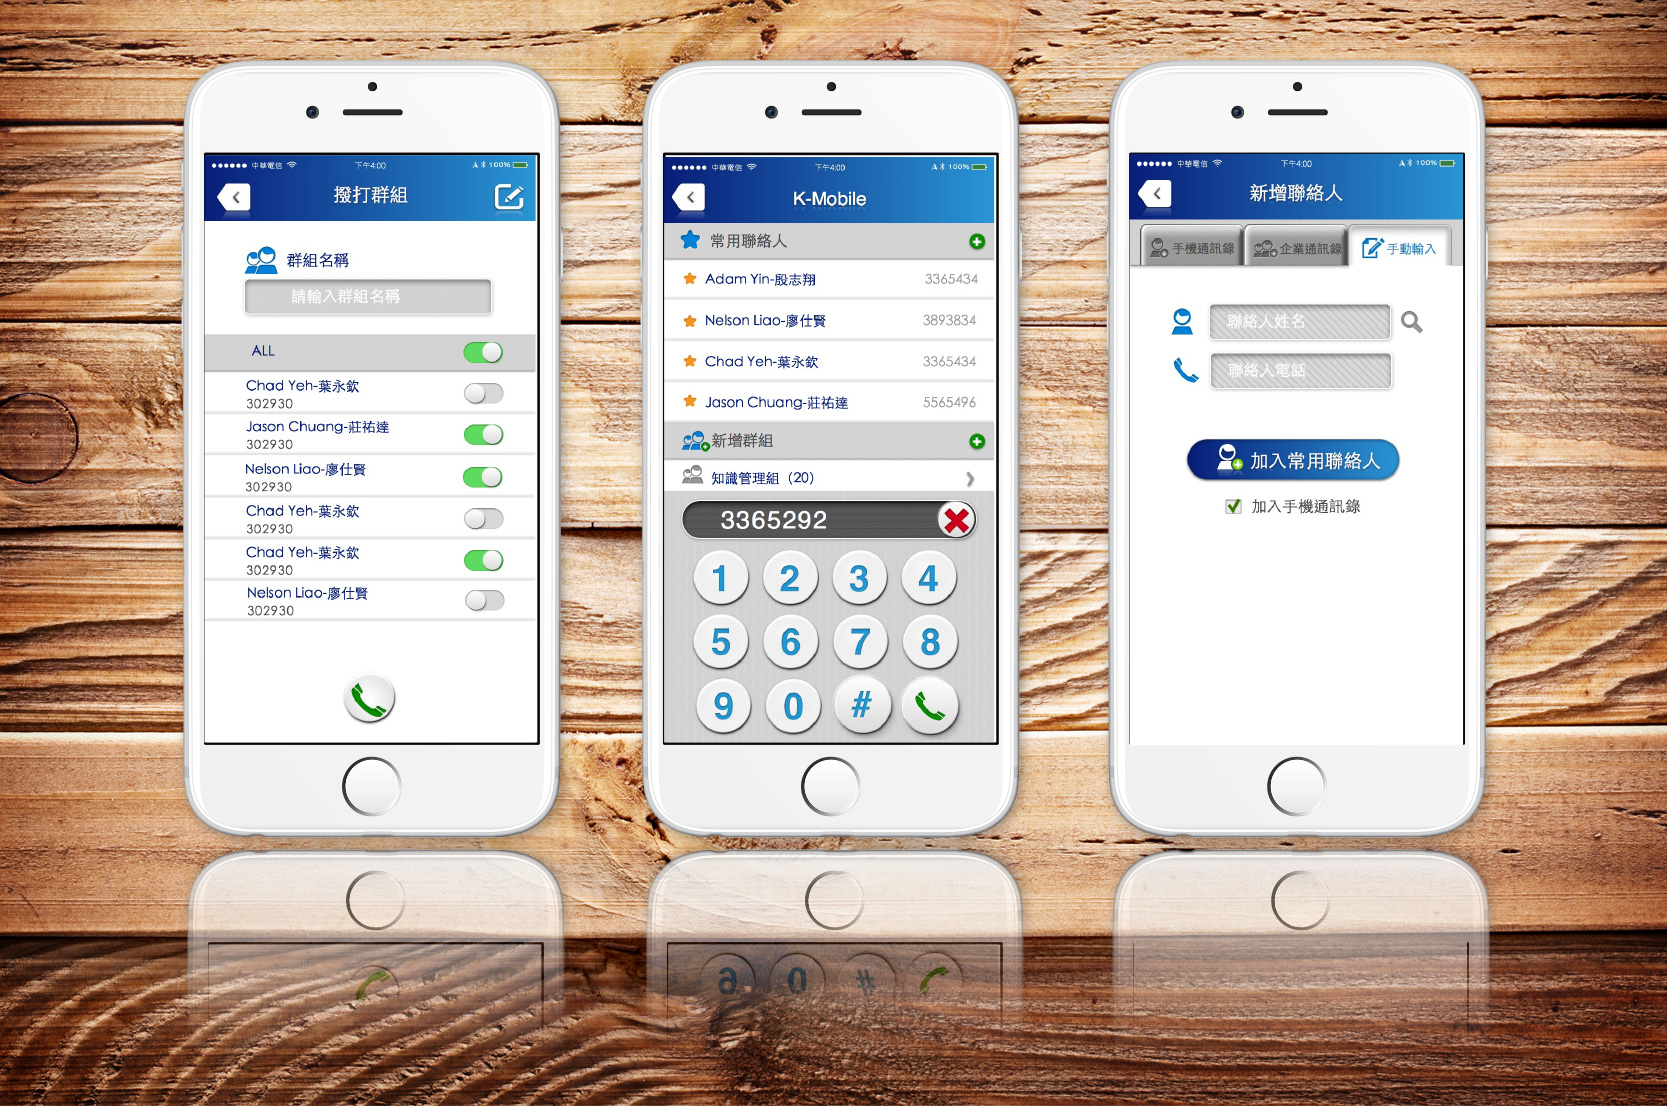 中華電信
下午4:00
100%
撥打群組
群組名稱
請輸入群組名稱
ALL
Chad Yeh-葉永欽
302930
Jason Chuang-莊祐達
302930
Nelson Liao-廖仕賢
302930
Chad Yeh-葉永欽
302930
Chad Yeh-葉永欽
302930
Nelson Liao-廖仕賢
302930
中華電信
下午4:00
100%
K-Mobile
常用聯絡人
Adam Yin-殷志翔 3365434
Nelson Liao-廖仕賢 3893834
Chad Yeh-葉永欽 3365434
Jason Chuang-莊祐達 5565496
新增群組
知識管理組（20）
3365292
1 2 3 4
5 6 7 8
9 0 #
中華電信
下午4:00
100%
新增聯絡人
手機通訊錄 企業通訊錄 手動輸入
聯絡人姓名
聯絡人電話
加入常用聯絡人
加入手機通訊錄